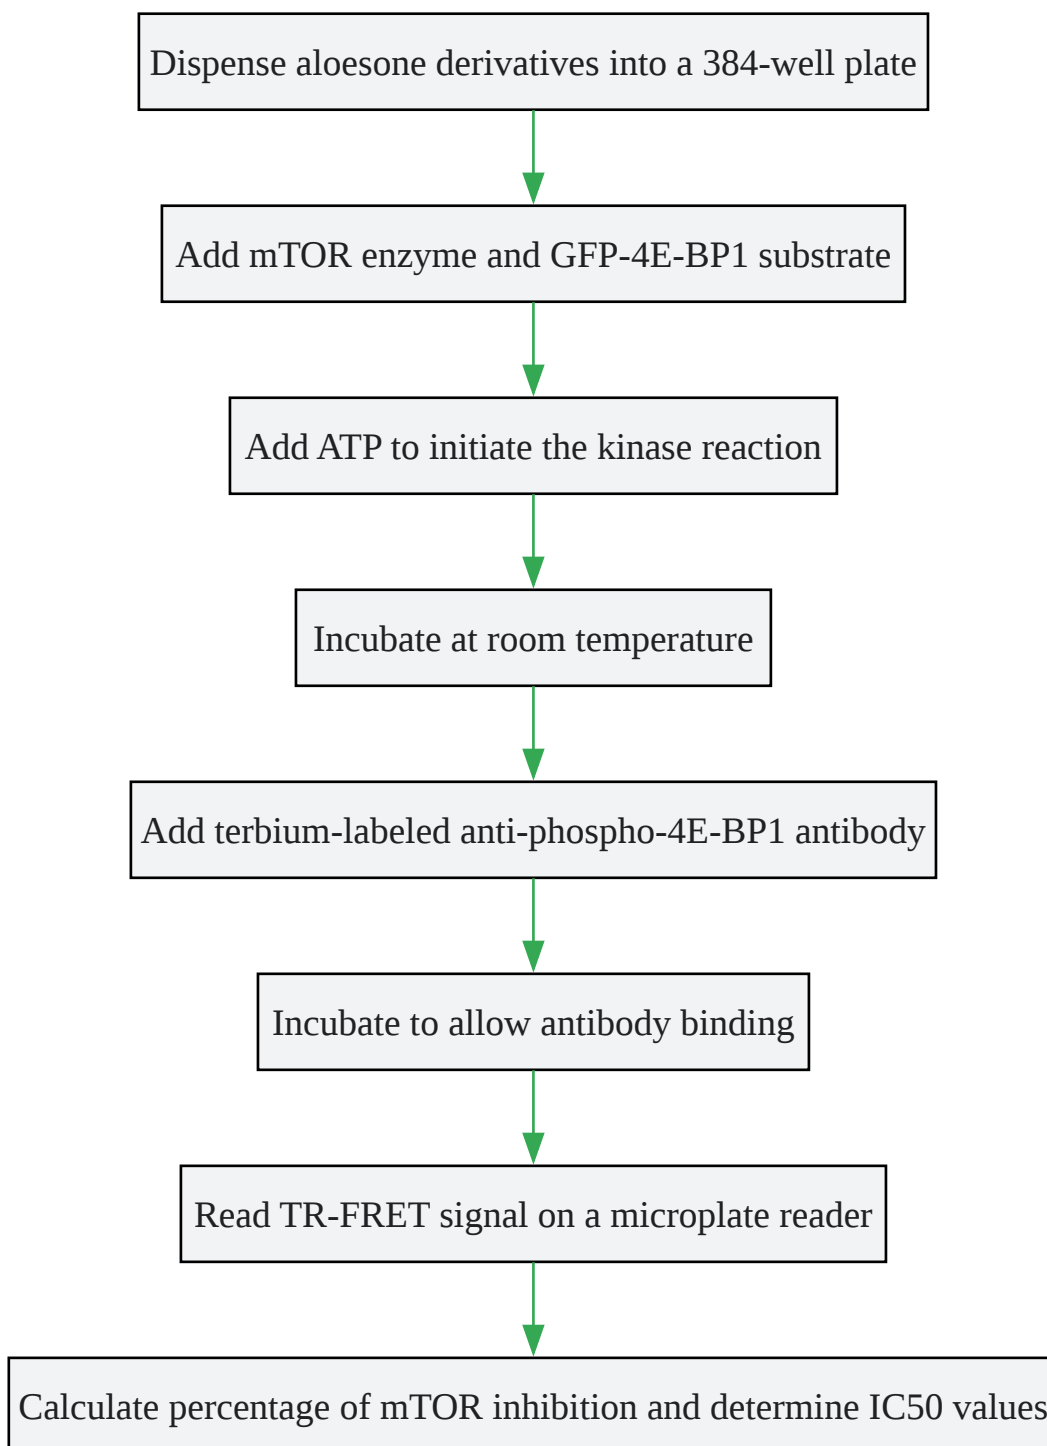 Dispense aloesone derivatives into a 384-well plate
Add mTOR enzyme and GFP-4E-BP1 substrate
Add ATP to initiate the kinase reaction
Incubate at room temperature
Add terbium-labeled anti-phospho-4E-BP1 antibody
Incubate to allow antibody binding
Read TR-FRET signal on a microplate reader
Calculate percentage of mTOR inhibition and determine IC50 values